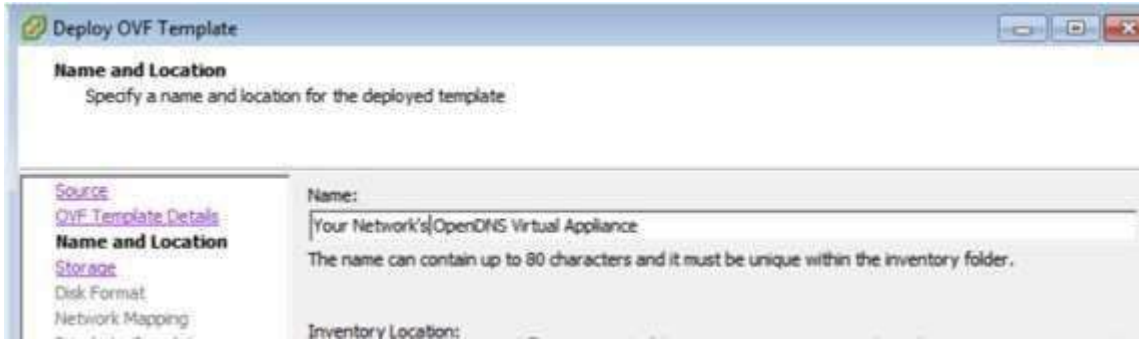 Deploy OVF Template
Name and Location
Specify a name and location for the deployed template
Source
OVF Template Details
Name and Location
Storage
Disk Format
Network Mapping
Name:
Your Network's OpenDNS Virtual Appliance
The name can contain up to 80 characters and it must be unique within the inventory folder.
Inventory Location: